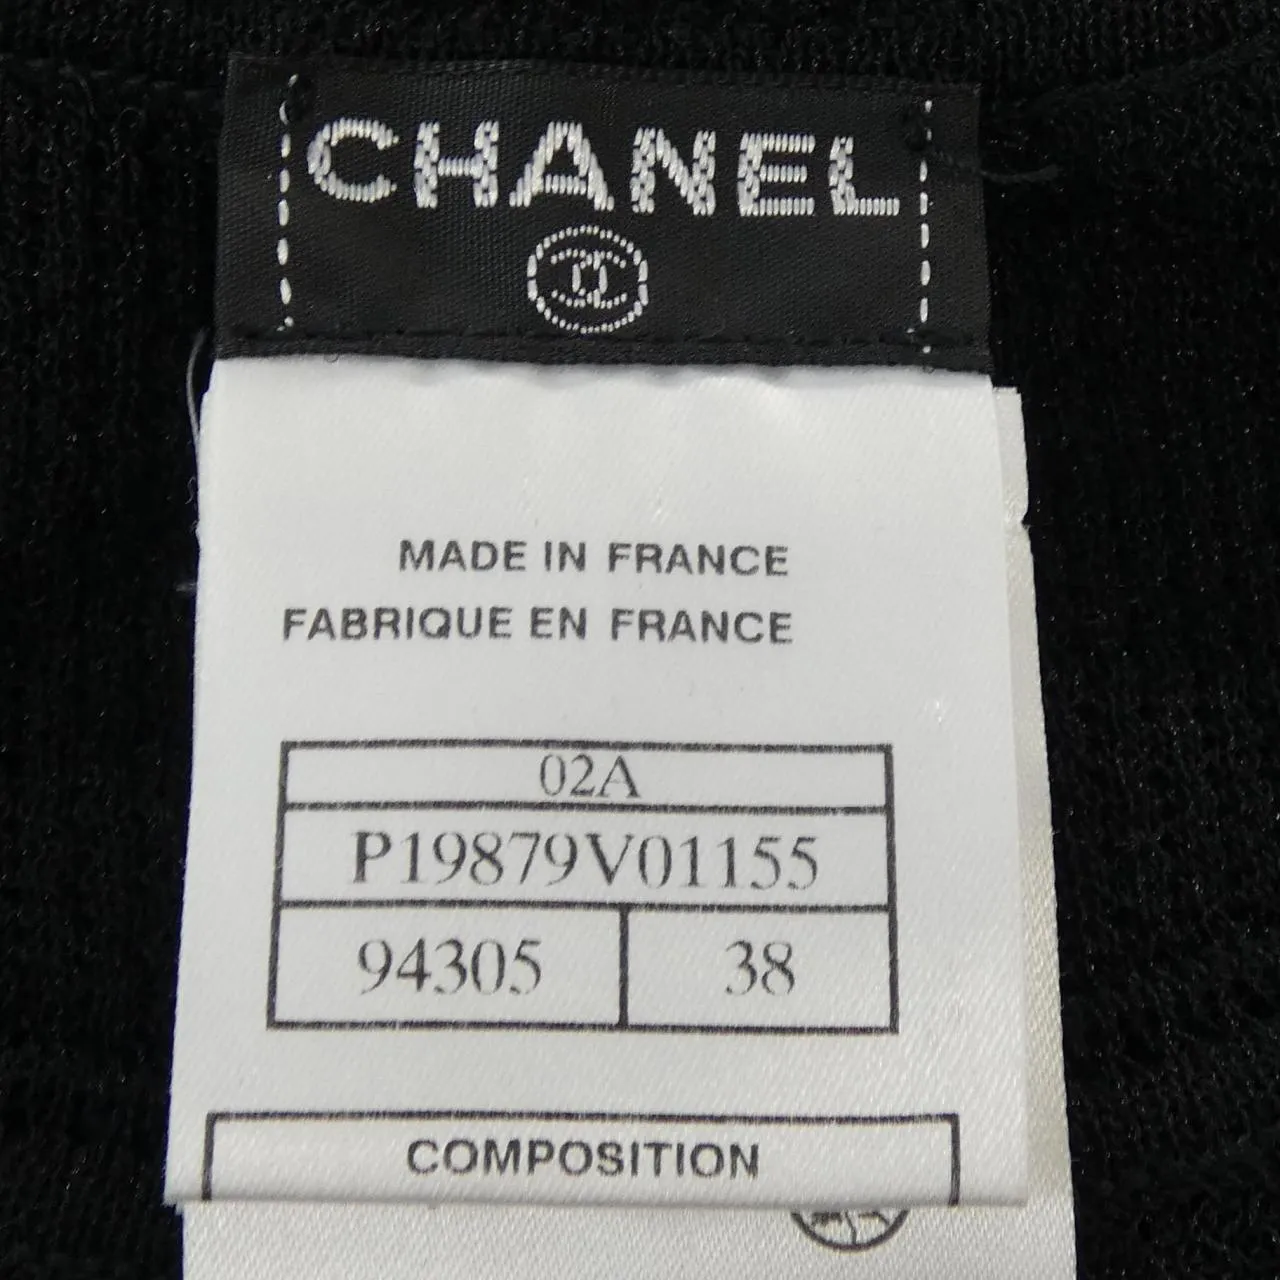 CHANEL
MADE IN FRANCE
FABRIQUE EN FRANCE
02A
P19879V01155
94305 38
COMPOSITION